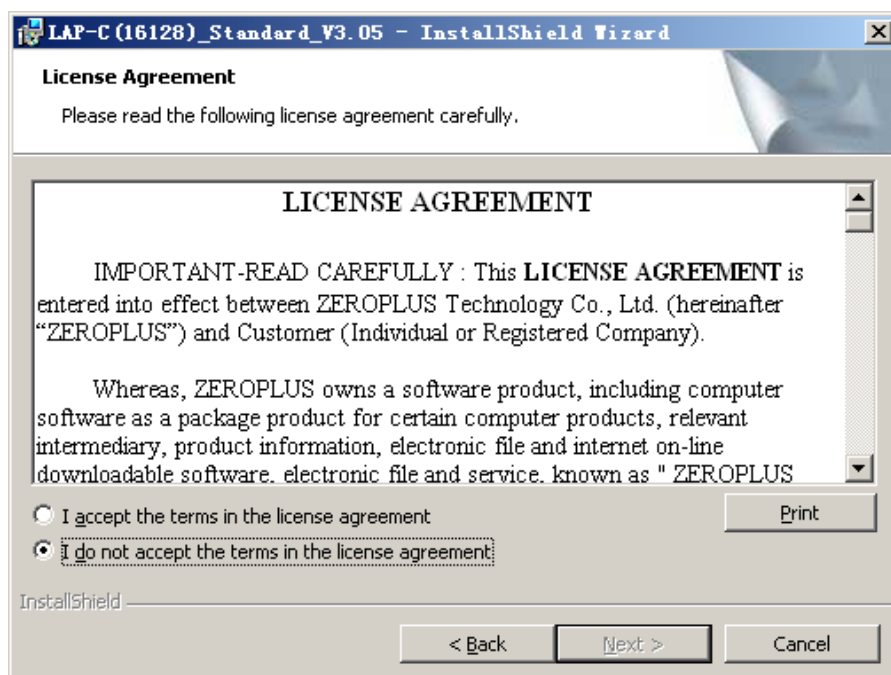 LAP-C(16128)_Standard_V3.05 - InstallShield Wizard
License Agreement
Please read the following license agreement carefully.
LICENSE AGREEMENT
IMPORTANT-READ CAREFULLY : This LICENSE AGREEMENT is
entered into effect between ZEROPLUS Technology Co., Ltd. (hereinafter
“ZEROPLUS”) and Customer (Individual or Registered Company).
Whereas, ZEROPLUS owns a software product, including computer
software as a package product for certain computer products, relevant
intermediary, product information, electronic file and internet on-line
downloadable software, electronic file and service, known as " ZEROPLUS
I accept the terms in the license agreement
Print
I do not accept the terms in the license agreement
InstallShield
< Back
Next >
Cancel